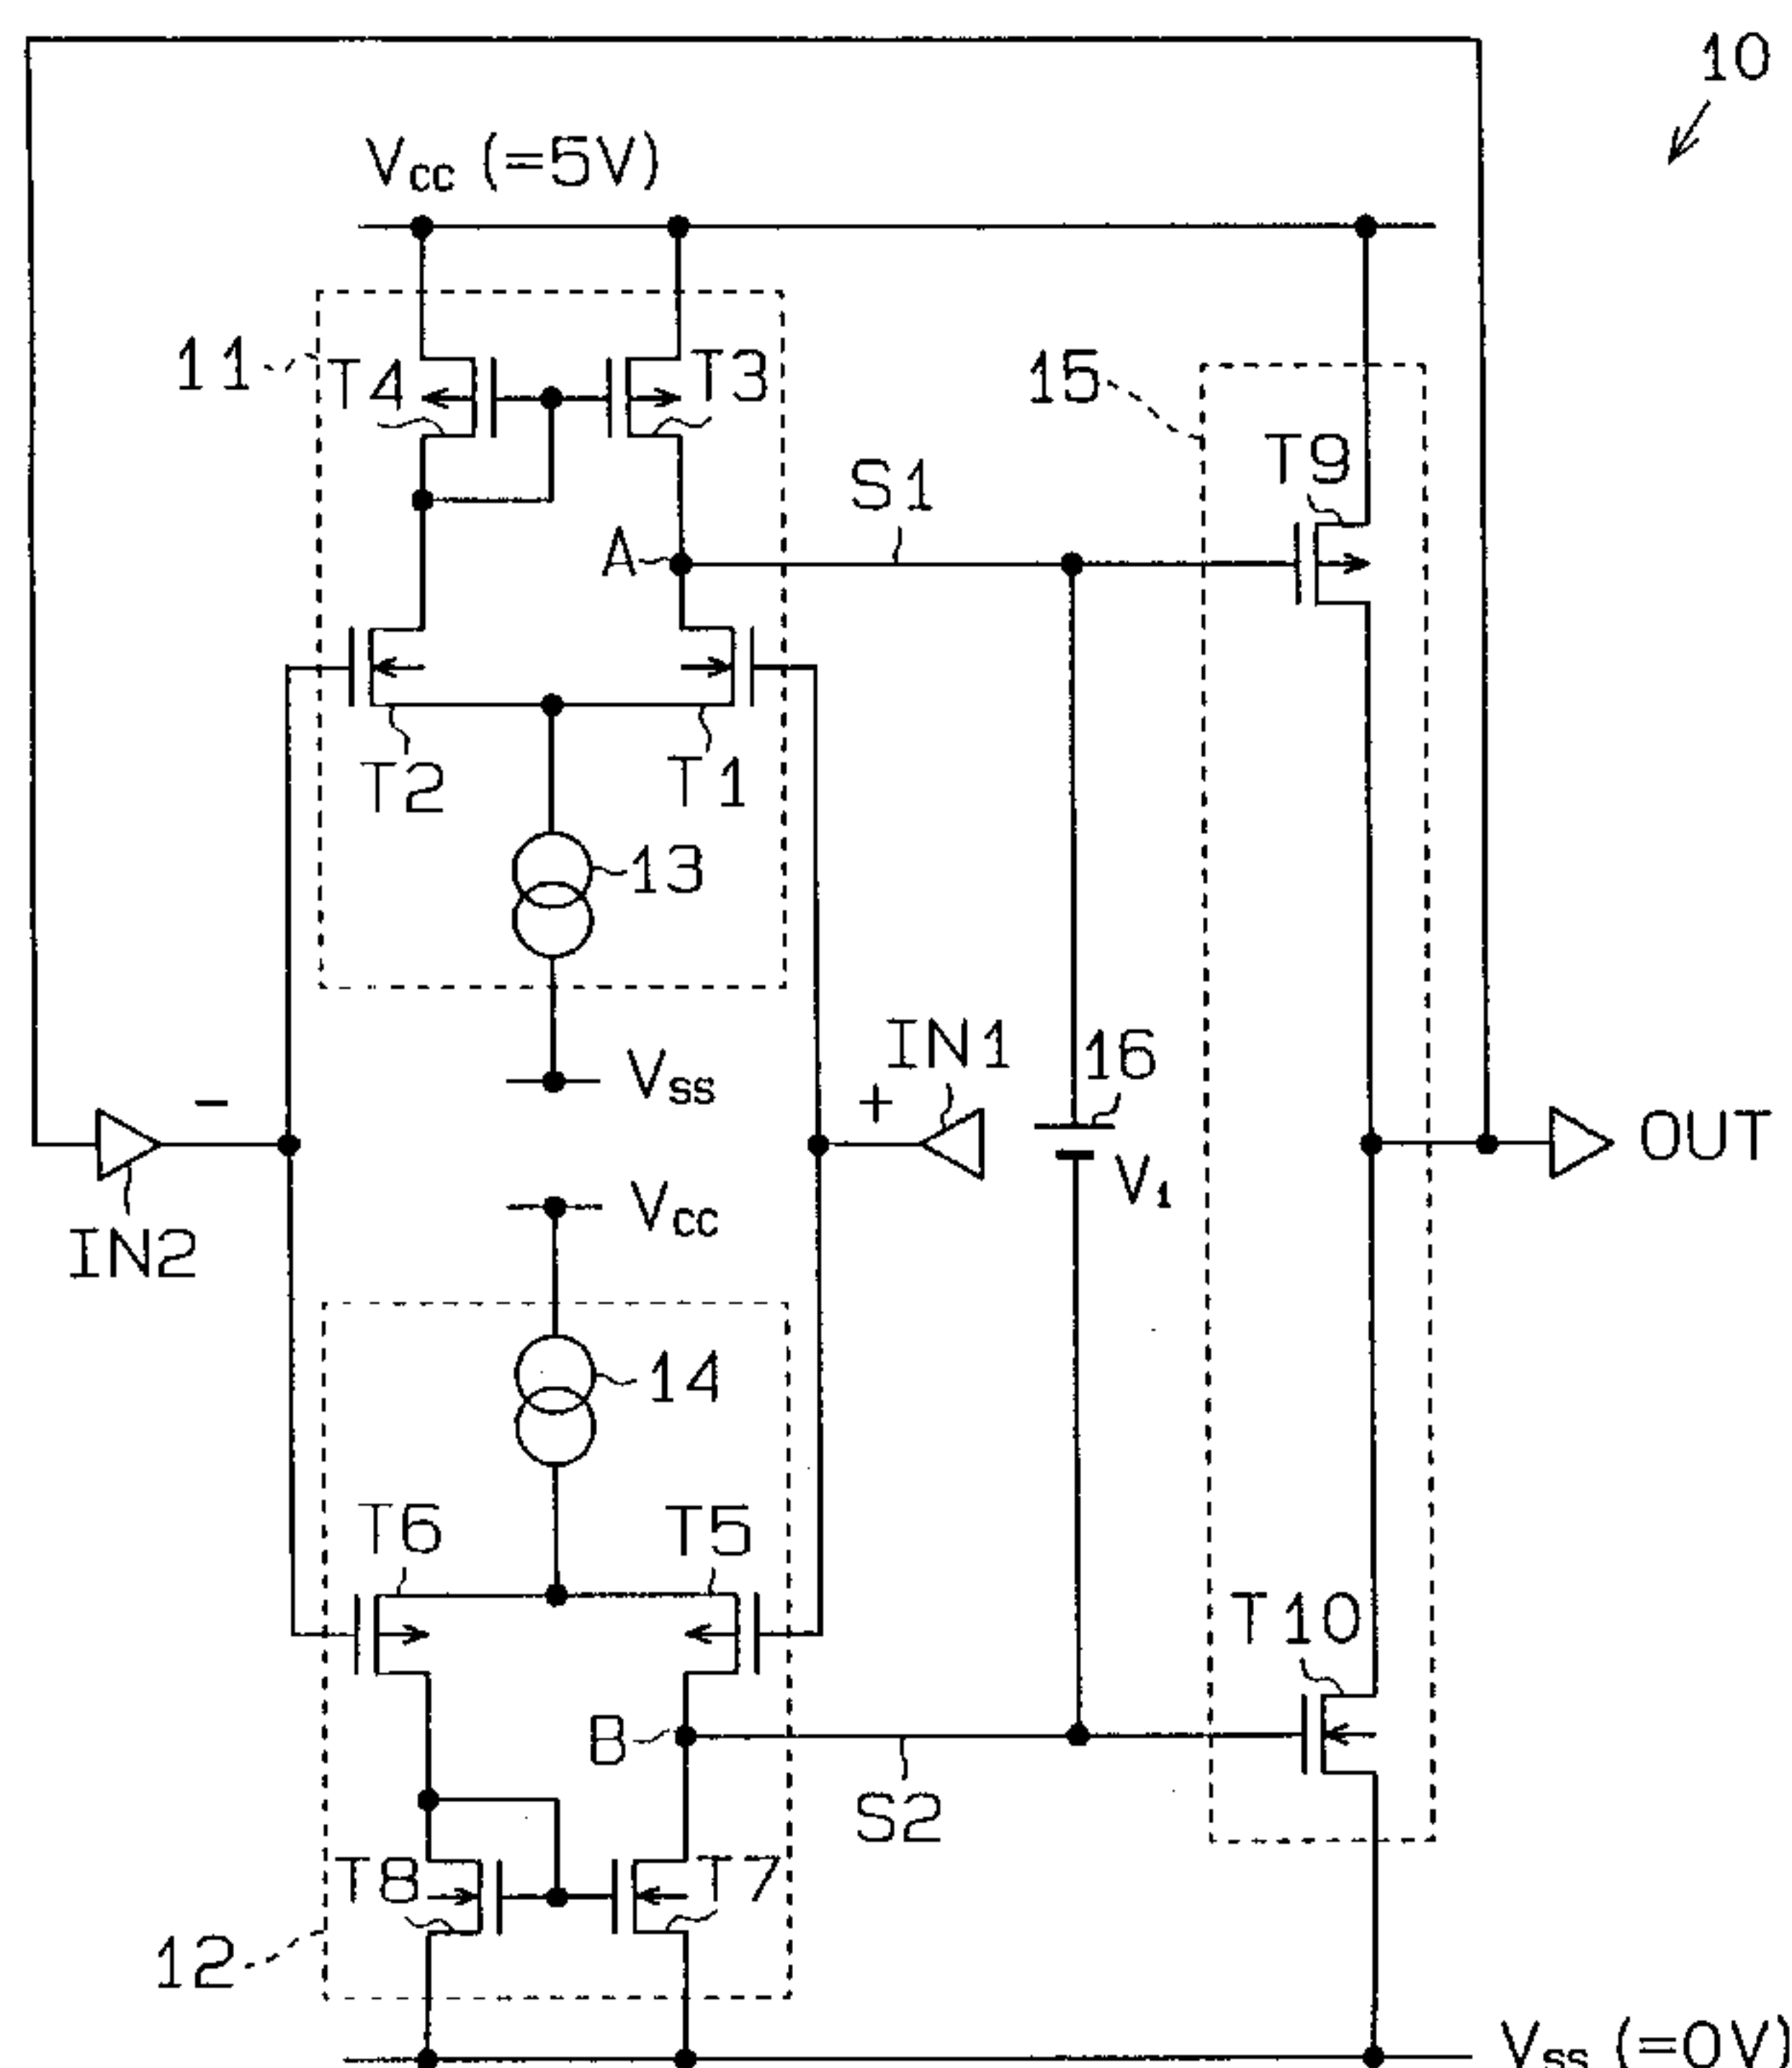 10
Vcc (=5V)
11
T4
T3
15
T9
S1
A
T2
T1
13
IN1
16
Vss
+
-
OUT
V1
Vcc
IN2
14
T6
T5
T10
B
S2
T8
T7
12
Vss (=0V)